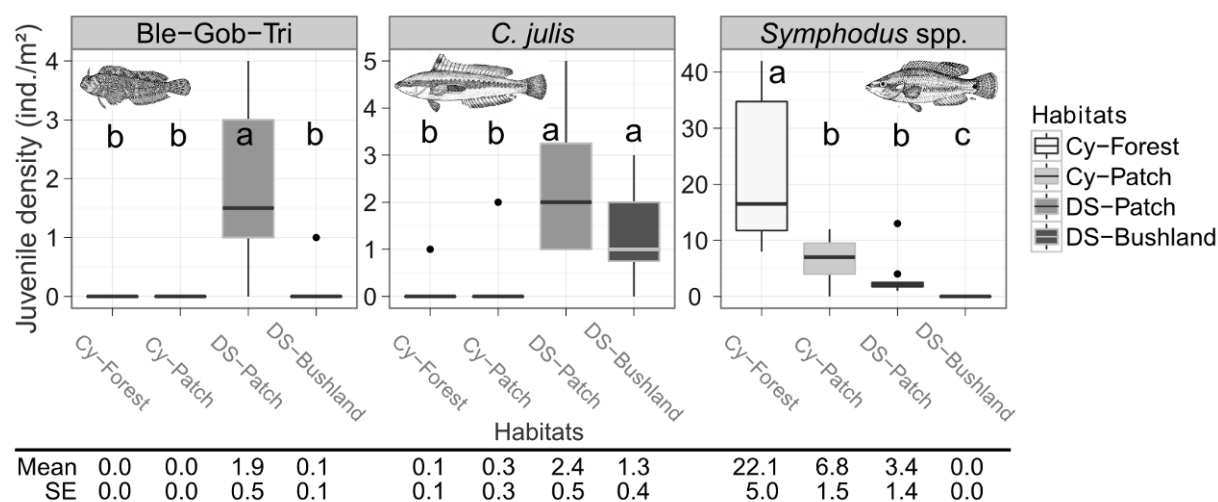 Ble−Gob−Tri
C. julis
Symphodus spp.
Juvenile density (ind./m²)
4
3
2
1
0
b b a b
5
4
3
2
1
0
b b a a
40
30
20
10
0
a b b c
Habitats
Cy−Forest
Cy−Patch
DS−Patch
DS−Bushland
Cy−Forest Cy−Patch DS−Patch DS−Bushland
Cy−Forest Cy−Patch DS−Patch DS−Bushland
Cy−Forest Cy−Patch DS−Patch DS−Bushland
Habitats
Mean 0.0 0.0 1.9 0.1 0.1 0.3 2.4 1.3 22.1 6.8 3.4 0.0
SE 0.0 0.0 0.5 0.1 0.1 0.3 0.5 0.4 5.0 1.5 1.4 0.0